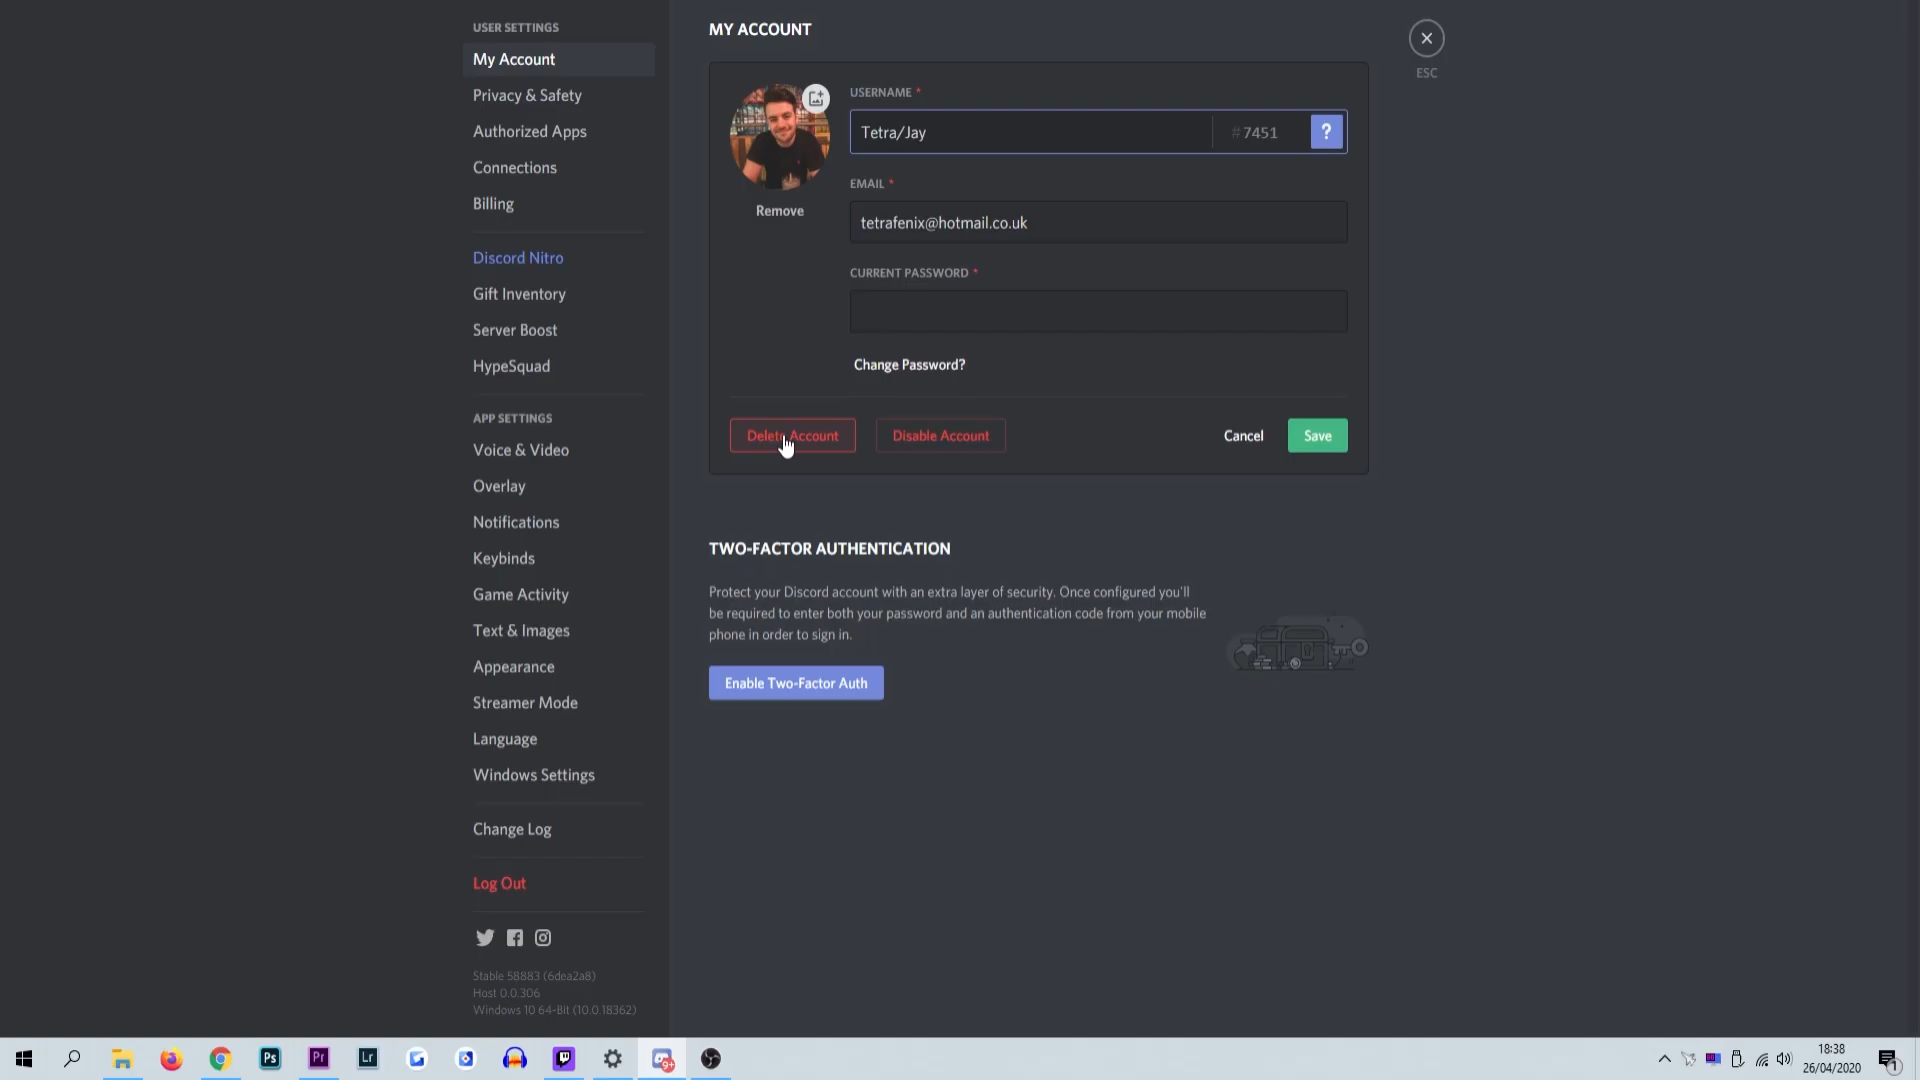 USER SETTINGS
My Account
Privacy & Safety
Authorized Apps
Connections
Billing
Discord Nitro
Gift Inventory
Server Boost
HypeSquad
APP SETTINGS
Voice & Video
Overlay
Notifications
Keybinds
Game Activity
Text & Images
Appearance
Streamer Mode
Language
Windows Settings
Change Log
Log Out
Stable 58883 (6dea2a8)
Host 0.0.306
Windows 10 64-Bit (10.0.18362)
MY ACCOUNT
ESC
Remove
USERNAME *
Tetra/Jay #7451 ?
EMAIL *
tetrafenix@hotmail.co.uk
CURRENT PASSWORD *
Change Password?
Delete Account Disable Account Cancel Save
TWO-FACTOR AUTHENTICATION
Protect your Discord account with an extra layer of security. Once configured you'll
be required to enter both your password and an authentication code from your mobile
phone in order to sign in.
Enable Two-Factor Auth
Ps Pr Lr 9+
18:38
26/04/2020
1